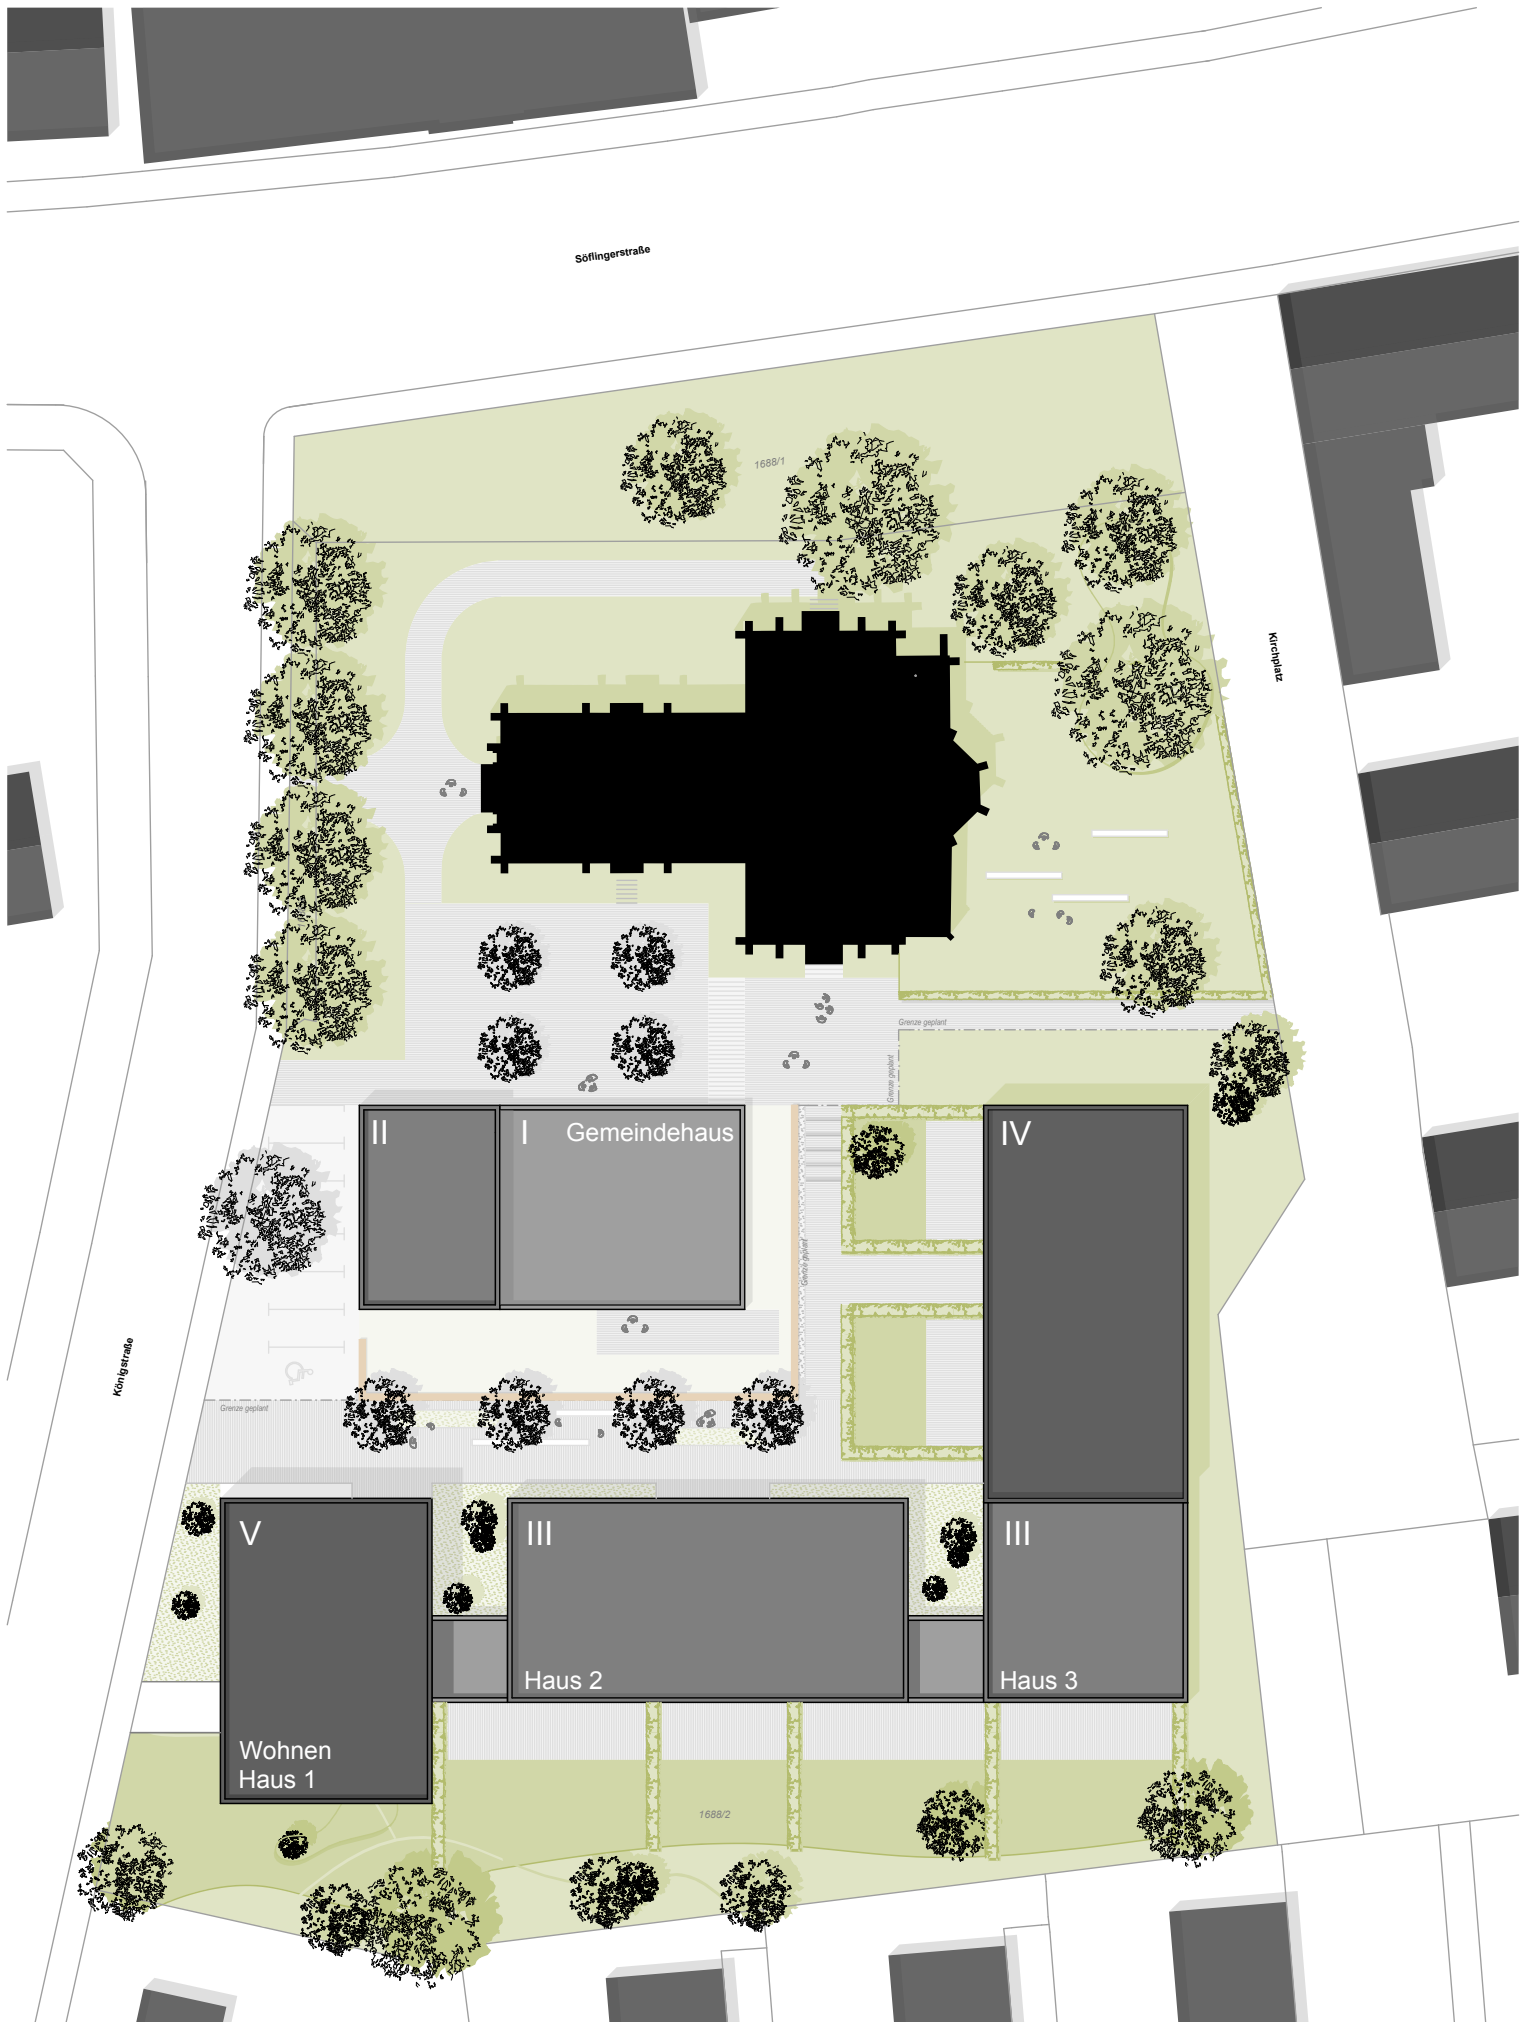 Söflingerstraße
1688/1
Kirchplatz
Grenze geplant
Grenze geplant
II
I
Gemeindehaus
IV
Grenze geplant
Königstraße
Grenze geplant
V
III
III
Haus 2
Haus 3
Wohnen
Haus 1
1688/2